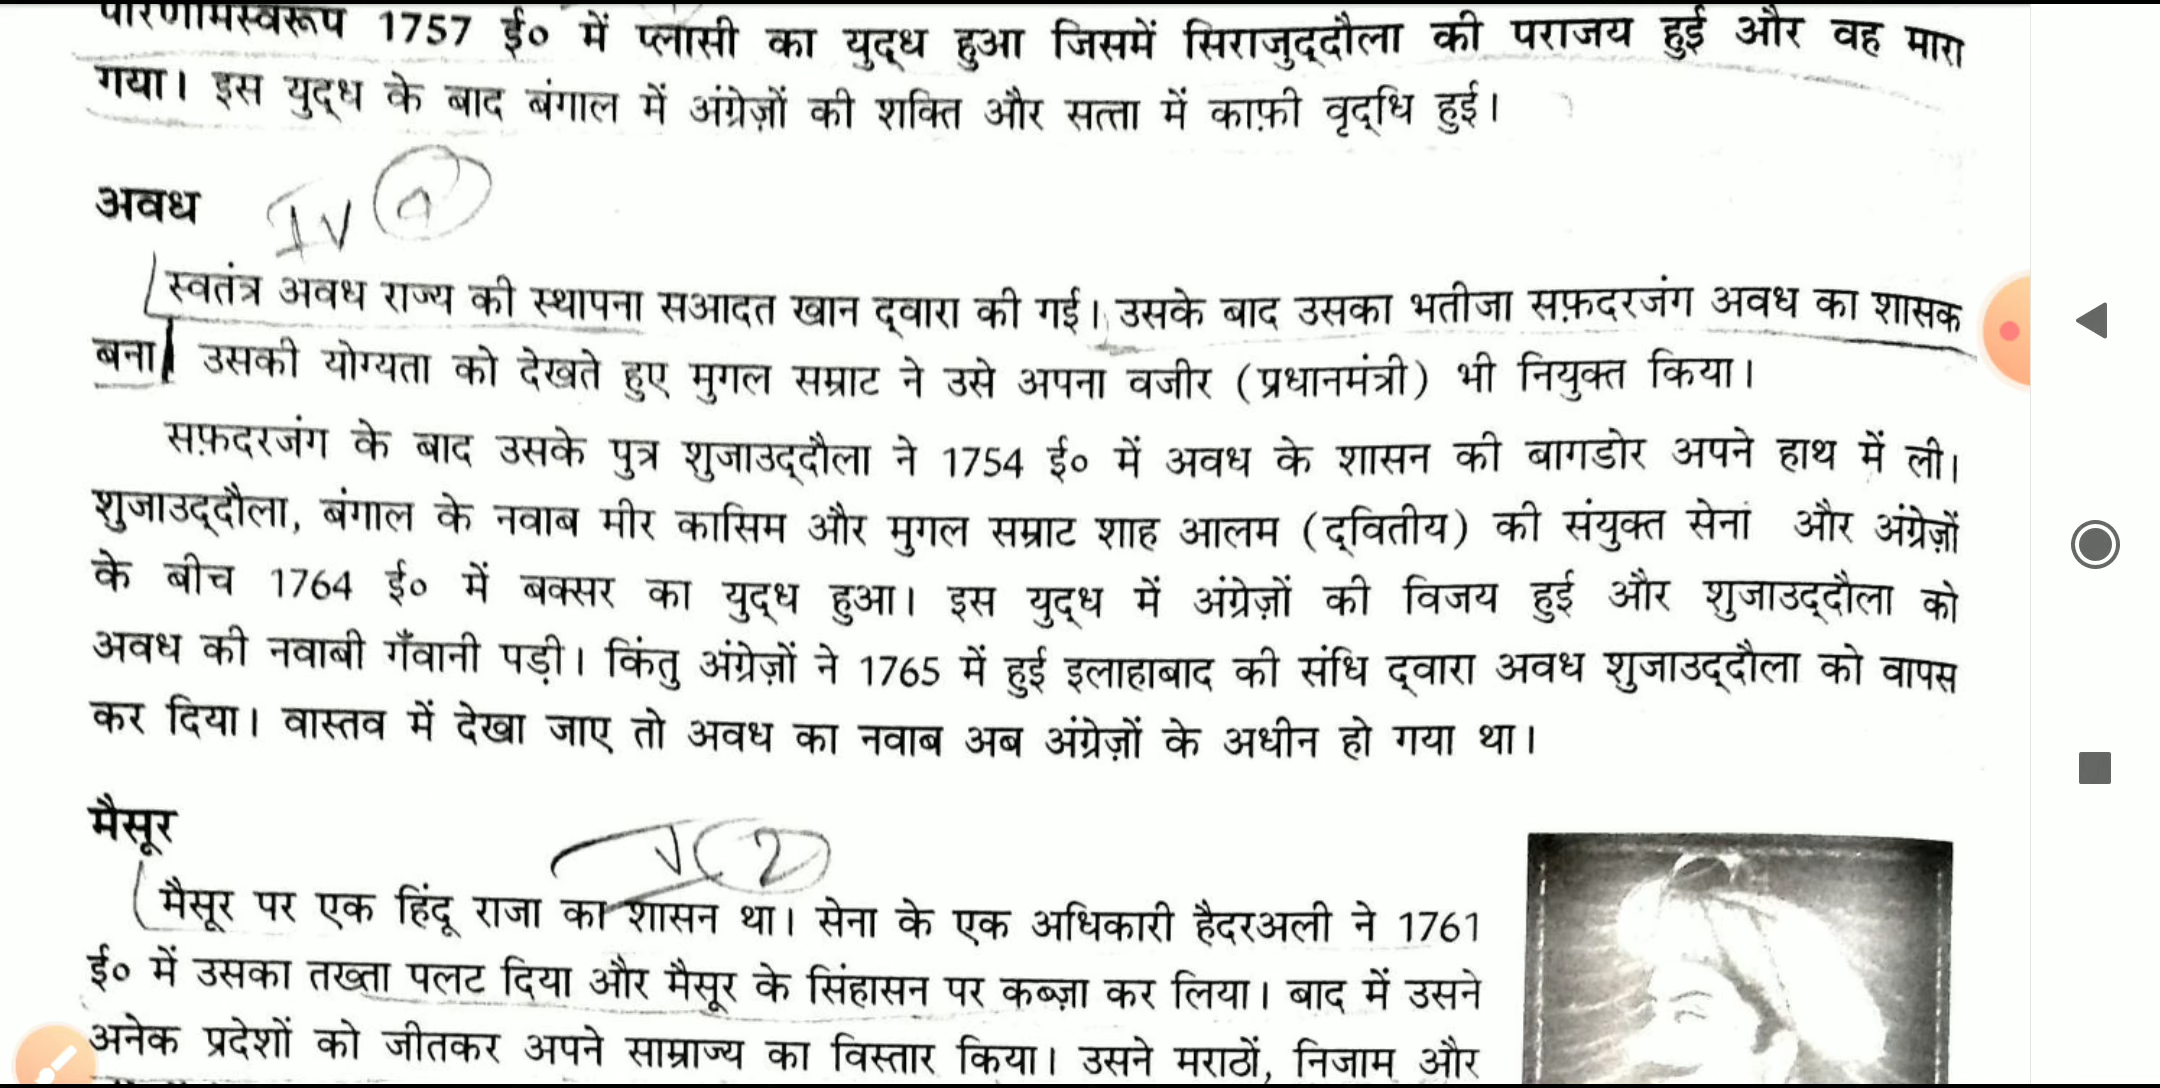 परिणामस्वरूप 1757 ई० में प्लासी का युद्ध हुआ जिसमें सिराजुद्दौला की पराजय हुई और वह मारा
गया। इस युद्ध के बाद बंगाल में अंग्रेज़ों की शक्ति और सत्ता में काफ़ी वृद्धि हुई।
अवध
IV
स्वतंत्र अवध राज्य की स्थापना सआदत खान द्वारा की गई। उसके बाद उसका भतीजा सफ़दरजंग अवध का शासक
बना। उसकी योग्यता को देखते हुए मुगल सम्राट ने उसे अपना वजीर (प्रधानमंत्री) भी नियुक्त किया।
सफ़दरजंग के बाद उसके पुत्र शुजाउद्दौला ने 1754 ई० में अवध के शासन की बागडोर अपने हाथ में ली।
शुजाउद्दौला, बंगाल के नवाब मीर कासिम और मुगल सम्राट शाह आलम (द्वितीय) की संयुक्त सेना और अंग्रेज़ों
के बीच 1764 ई० में बक्सर का युद्ध हुआ। इस युद्ध में अंग्रेज़ों की विजय हुई और शुजाउद्दौला को
अवध की नवाबी गँवानी पड़ी। किंतु अंग्रेज़ों ने 1765 में हुई इलाहाबाद की संधि द्वारा अवध शुजाउद्दौला को वापस
कर दिया। वास्तव में देखा जाए तो अवध का नवाब अब अंग्रेज़ों के अधीन हो गया था।
मैसूर
2
मैसूर पर एक हिंदू राजा का शासन था। सेना के एक अधिकारी हैदरअली ने 1761
ई० में उसका तख्ता पलट दिया और मैसूर के सिंहासन पर कब्ज़ा कर लिया। बाद में उसने
अनेक प्रदेशों को जीतकर अपने साम्राज्य का विस्तार किया। उसने मराठों, निजाम और